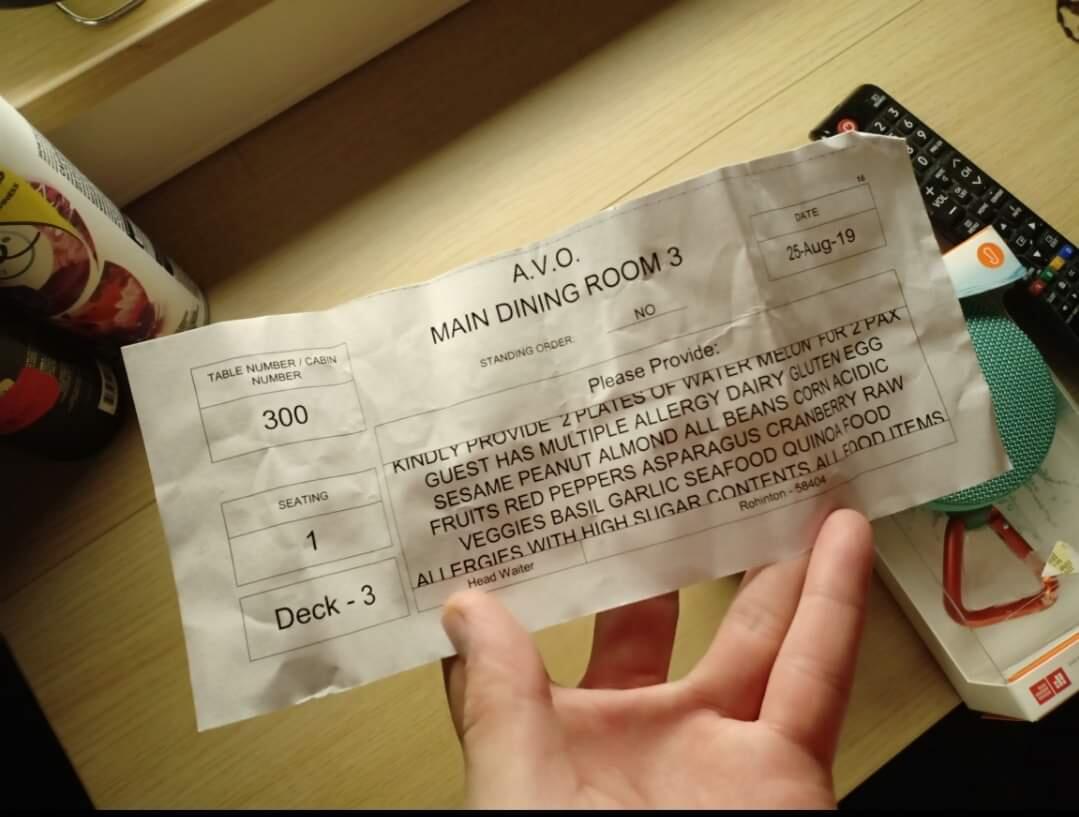 16
A.V.O.
MAIN DINING ROOM 3
DATE
25-Aug-19
STANDING ORDER:
NO
TABLE NUMBER / CABIN
NUMBER
300
SEATING
1
Deck - 3
Please Provide:
KINDLY PROVIDE 2 PLATES OF WATER MELON FOR 2 PAX
GUEST HAS MULTIPLE ALLERGY DAIRY GLUTEN EGG
SESAME PEANUT ALMOND ALL BEANS CORN ACIDIC
FRUITS RED PEPPERS ASPARAGUS CRANBERRY RAW
VEGGIES BASIL GARLIC SEAFOOD QUINOA FOOD
ALLERGIES WITH HIGH SUGAR CONTENTS ALL FOOD ITEMS
Head Waiter
Rohinton - 58404
VOL